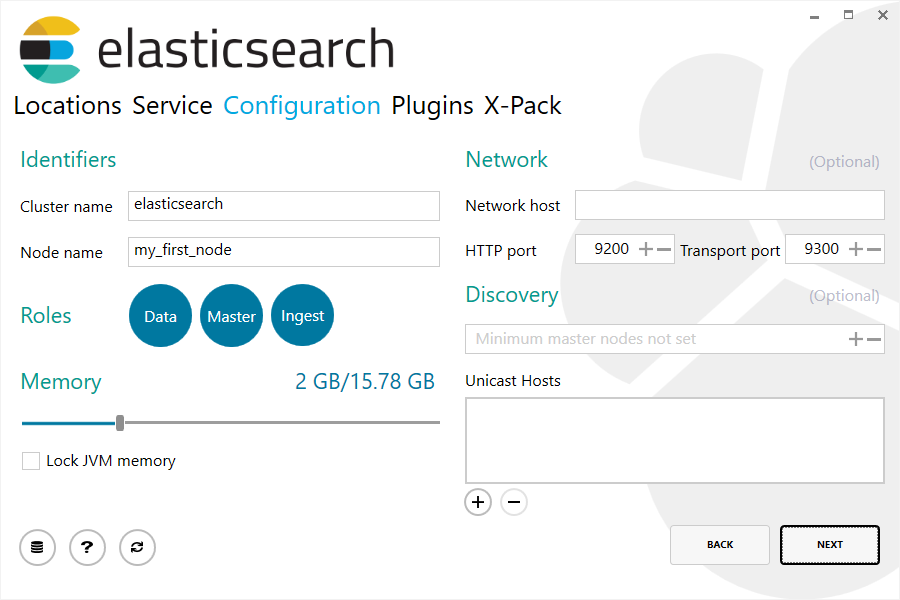 elasticsearch
Locations Service Configuration Plugins X-Pack
Identifiers
Cluster name elasticsearch
Node name my_first_node
Roles Data Master Ingest
Memory 2 GB/15.78 GB
Lock JVM memory
Network (Optional)
Network host
HTTP port 9200 Transport port 9300
Discovery (Optional)
Minimum master nodes not set
Unicast Hosts
?
BACK NEXT